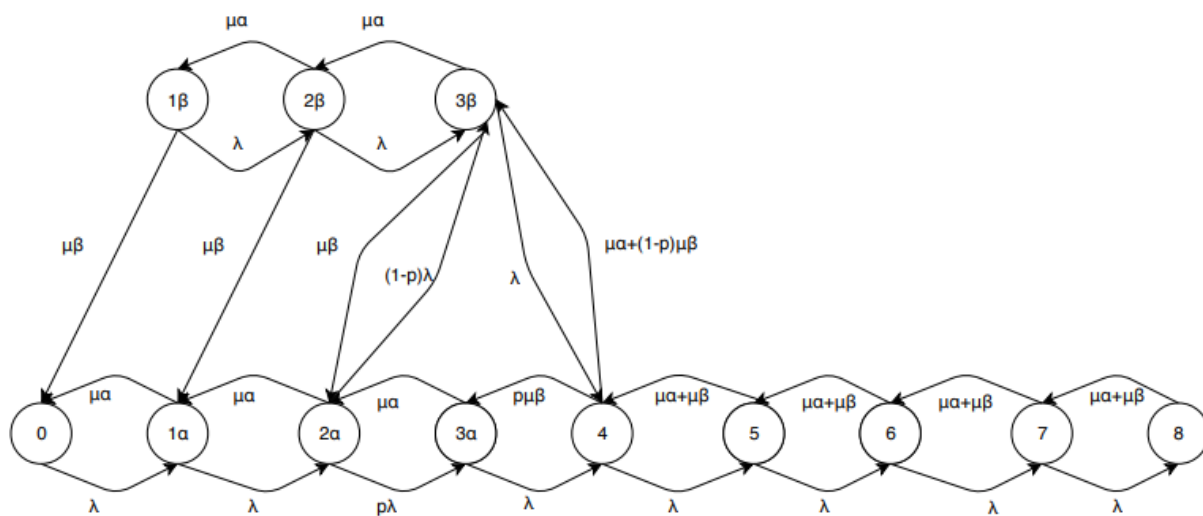 μα μα
1β 2β 3β
λ λ
μβ μβ μβ (1-p)λ λ μα+(1-p)μβ
μα μα μα pμβ μα+μβ μα+μβ μα+μβ μα+μβ
0 1α 2α 3α 4 5 6 7 8
λ λ pλ λ λ λ λ λ